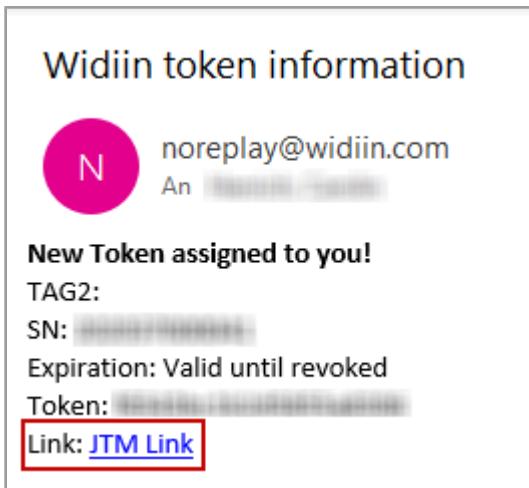 Widiin token information
N
noreplay@widiin.com
An
New Token assigned to you!
TAG2:
SN:
Expiration: Valid until revoked
Token:
Link: JTM Link